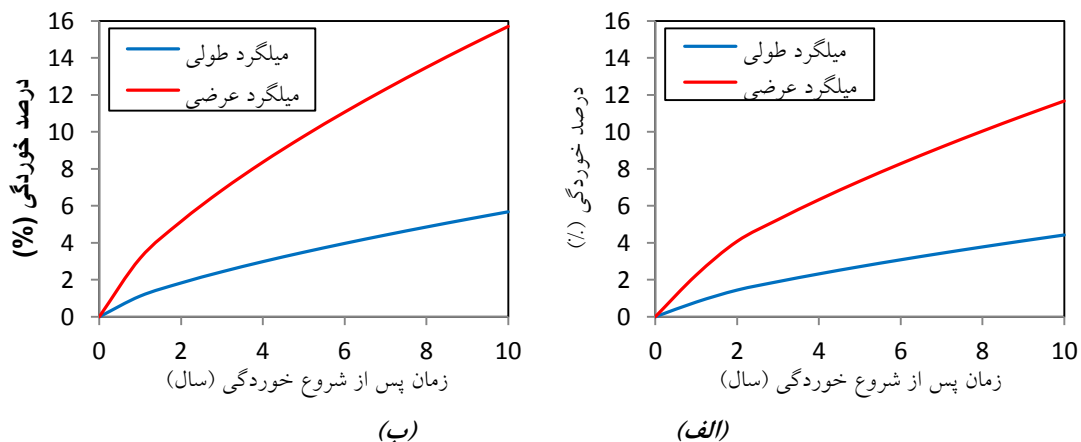 میلگرد طولی
میلگرد عرضی
درصد خوردگی (٪)
16
14
12
10
8
6
4
2
0
0 2 4 6 8 10
زمان پس از شروع خوردگی (سال)
(الف)
میلگرد طولی
میلگرد عرضی
درصد خوردگی (%)
16
14
12
10
8
6
4
2
0
0 2 4 6 8 10
زمان پس از شروع خوردگی (سال)
(ب)